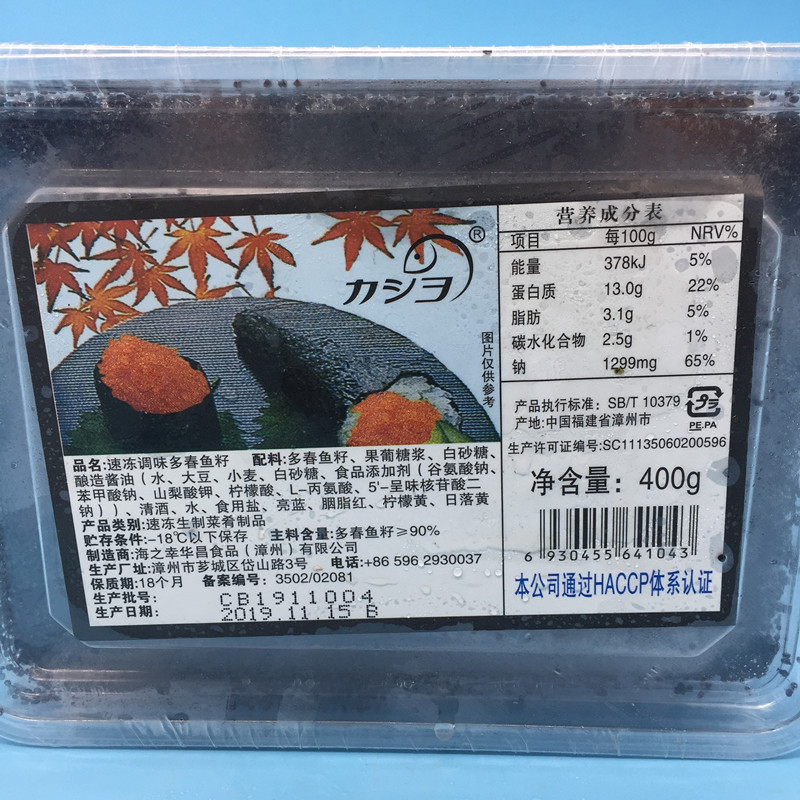 カシヨ®
图片仅供参考
品名:速冻调味多春鱼籽 配料:多春鱼籽、果葡糖浆、白砂糖、
酿造酱油（水、大豆、小麦、白砂糖、食品添加剂（谷氨酸钠、
苯甲酸钠、山梨酸钾、柠檬酸、L-丙氨酸、5'-呈味核苷酸二
钠））、清酒、水、食用盐、亮蓝、胭脂红、柠檬黄、日落黄
产品类别:速冻生制菜肴制品
贮存条件:-18℃以下保存 主料含量:多春鱼籽≥90%
制造商:海之幸华昌食品（漳州）有限公司
生产厂址:漳州市芗城区岱山路3号 电话:+86 596 2930037
保质期:18个月 备案编号: 3502/02081
生产批号: CB1911004
生产日期: 2019.11.15 B
营养成分表
项目 每100g NRV%
能量 378kJ 5%
蛋白质 13.0g 22%
脂肪 3.1g 5%
碳水化合物 2.5g 1%
钠 1299mg 65%
产品执行标准: SB/T 10379
产地:中国福建省漳州市
プラ
PE.PA
生产许可证编号:SC11135060200596
净含量: 400g
6 930455 641043
本公司通过HACCP体系认证